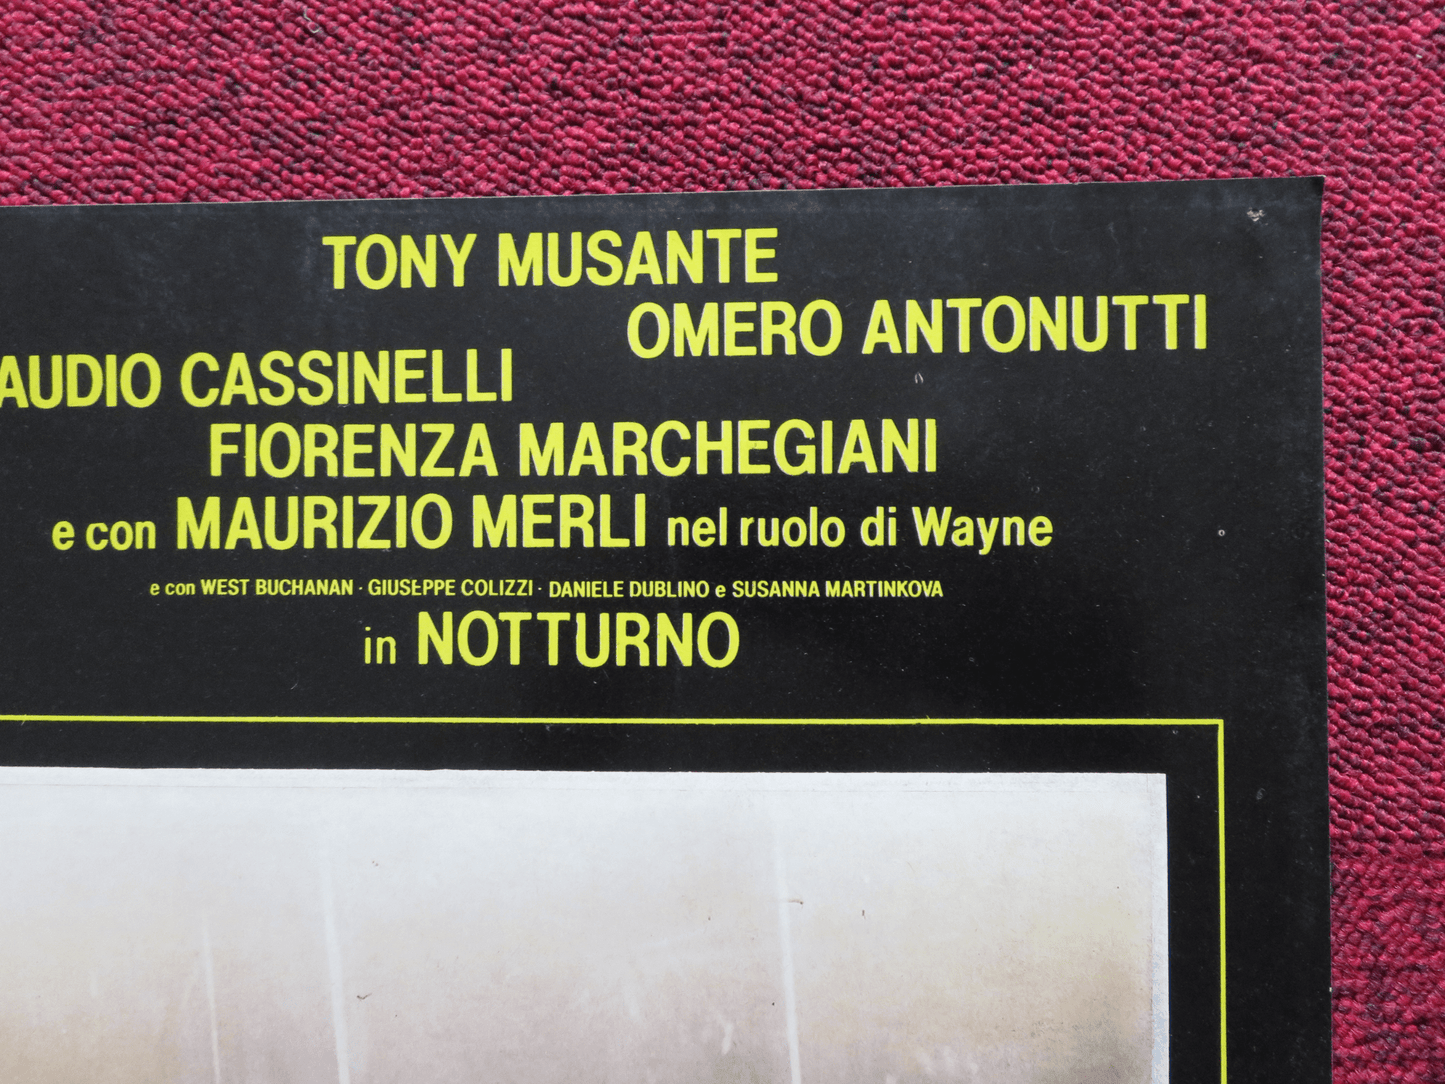 TONY MUSANTE
OMERO ANTONUTTI
AUDIO CASSINELLI
FIORENZA MARCHEGIANI
e con MAURIZIO MERLI nel ruolo di Wayne
e con WEST BUCHANAN · GIUSEPPE COLIZZI · DANIELE DUBLINO e SUSANNA MARTINKOVA
in NOTTURNO